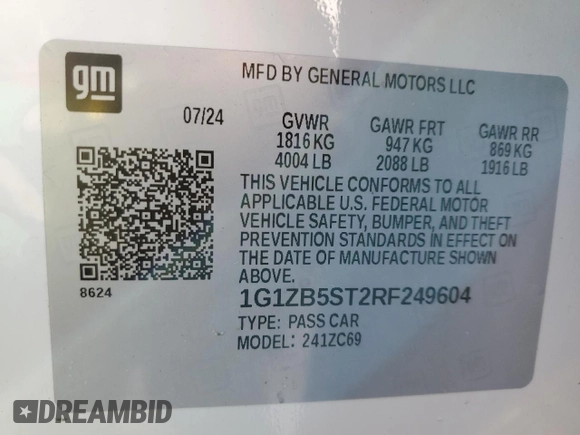 gm
MFD BY GENERAL MOTORS LLC
07/24 GVWR GAWR FRT GAWR RR
1816 KG 947 KG 869 KG
4004 LB 2088 LB 1916 LB
THIS VEHICLE CONFORMS TO ALL
APPLICABLE U.S. FEDERAL MOTOR
VEHICLE SAFETY, BUMPER, AND THEFT
PREVENTION STANDARDS IN EFFECT ON
THE DATE OF MANUFACTURE SHOWN
ABOVE.
8624
1G1ZB5ST2RF249604
TYPE: PASS CAR
MODEL: 241ZC69
DREAMBID